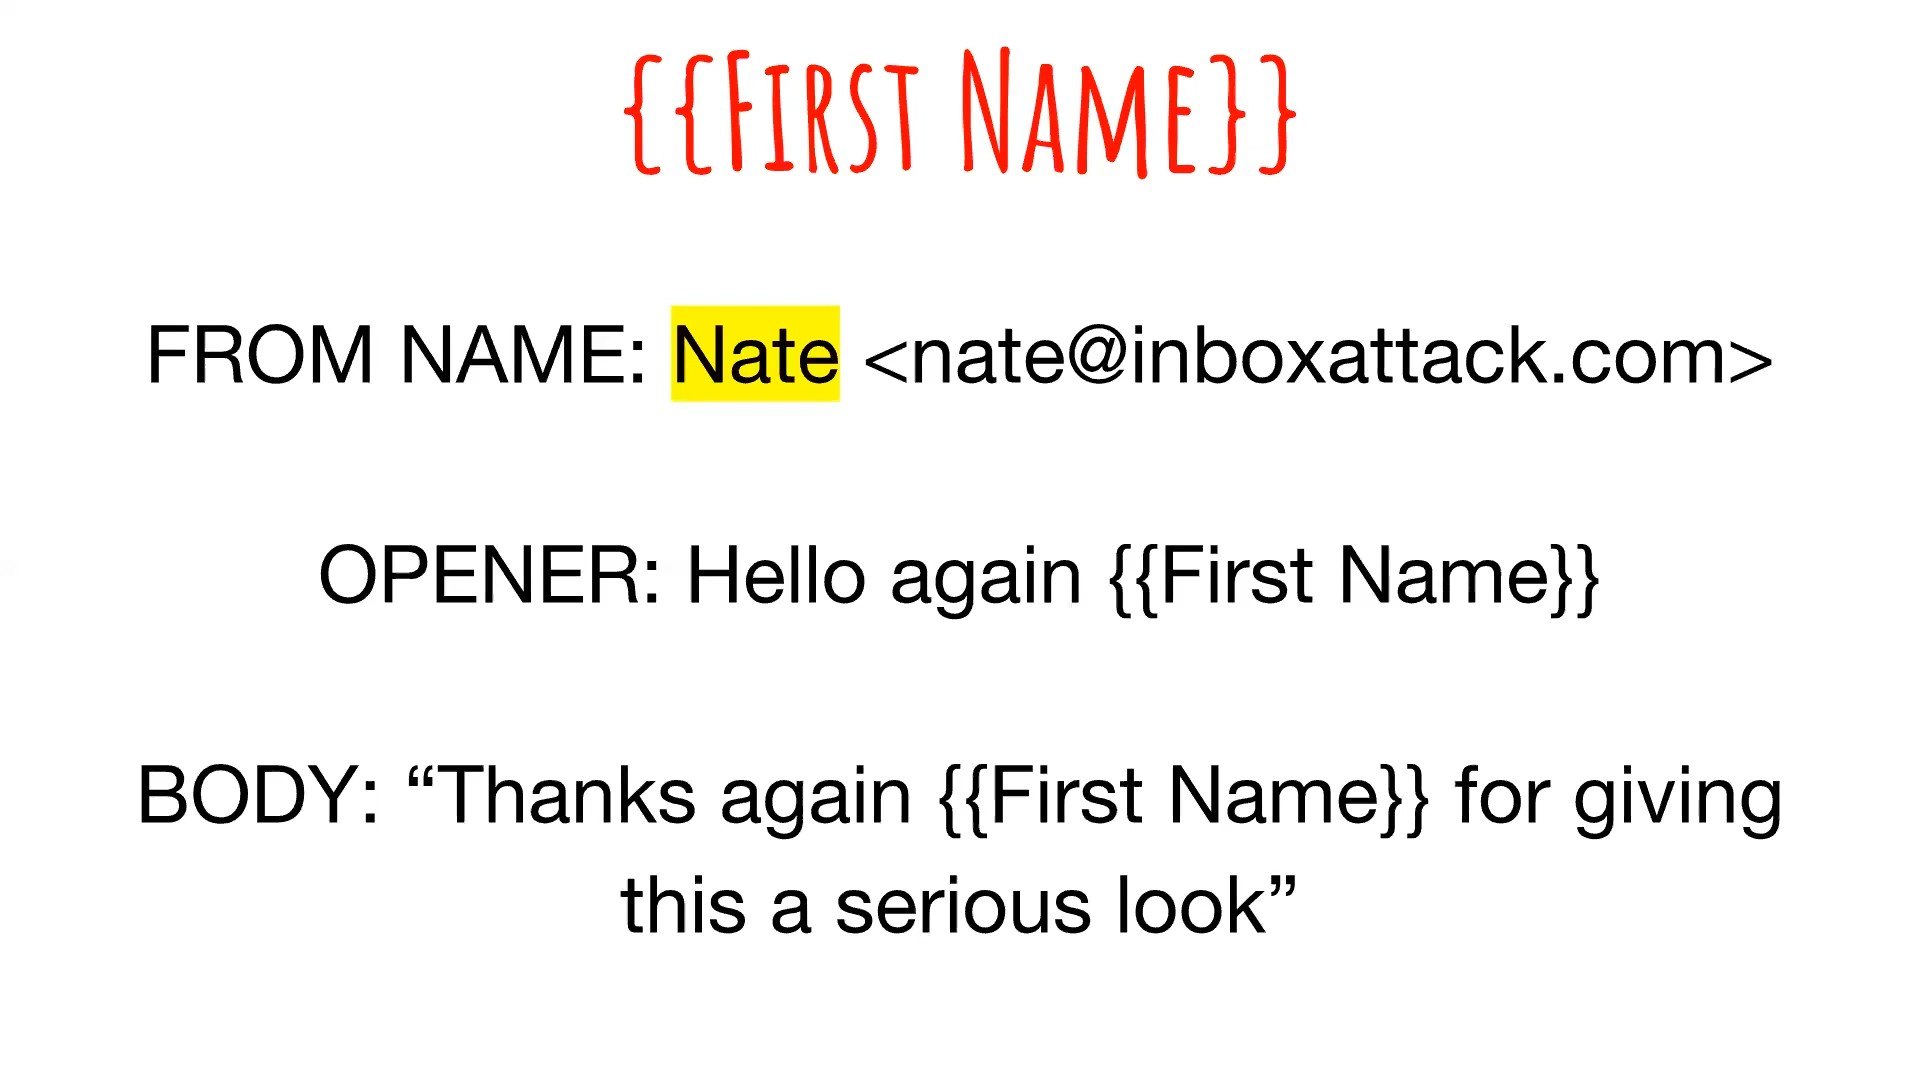 {{First Name}}
FROM NAME: Nate <nate@inboxattack.com>
OPENER: Hello again {{First Name}}
BODY: “Thanks again {{First Name}} for giving
this a serious look”